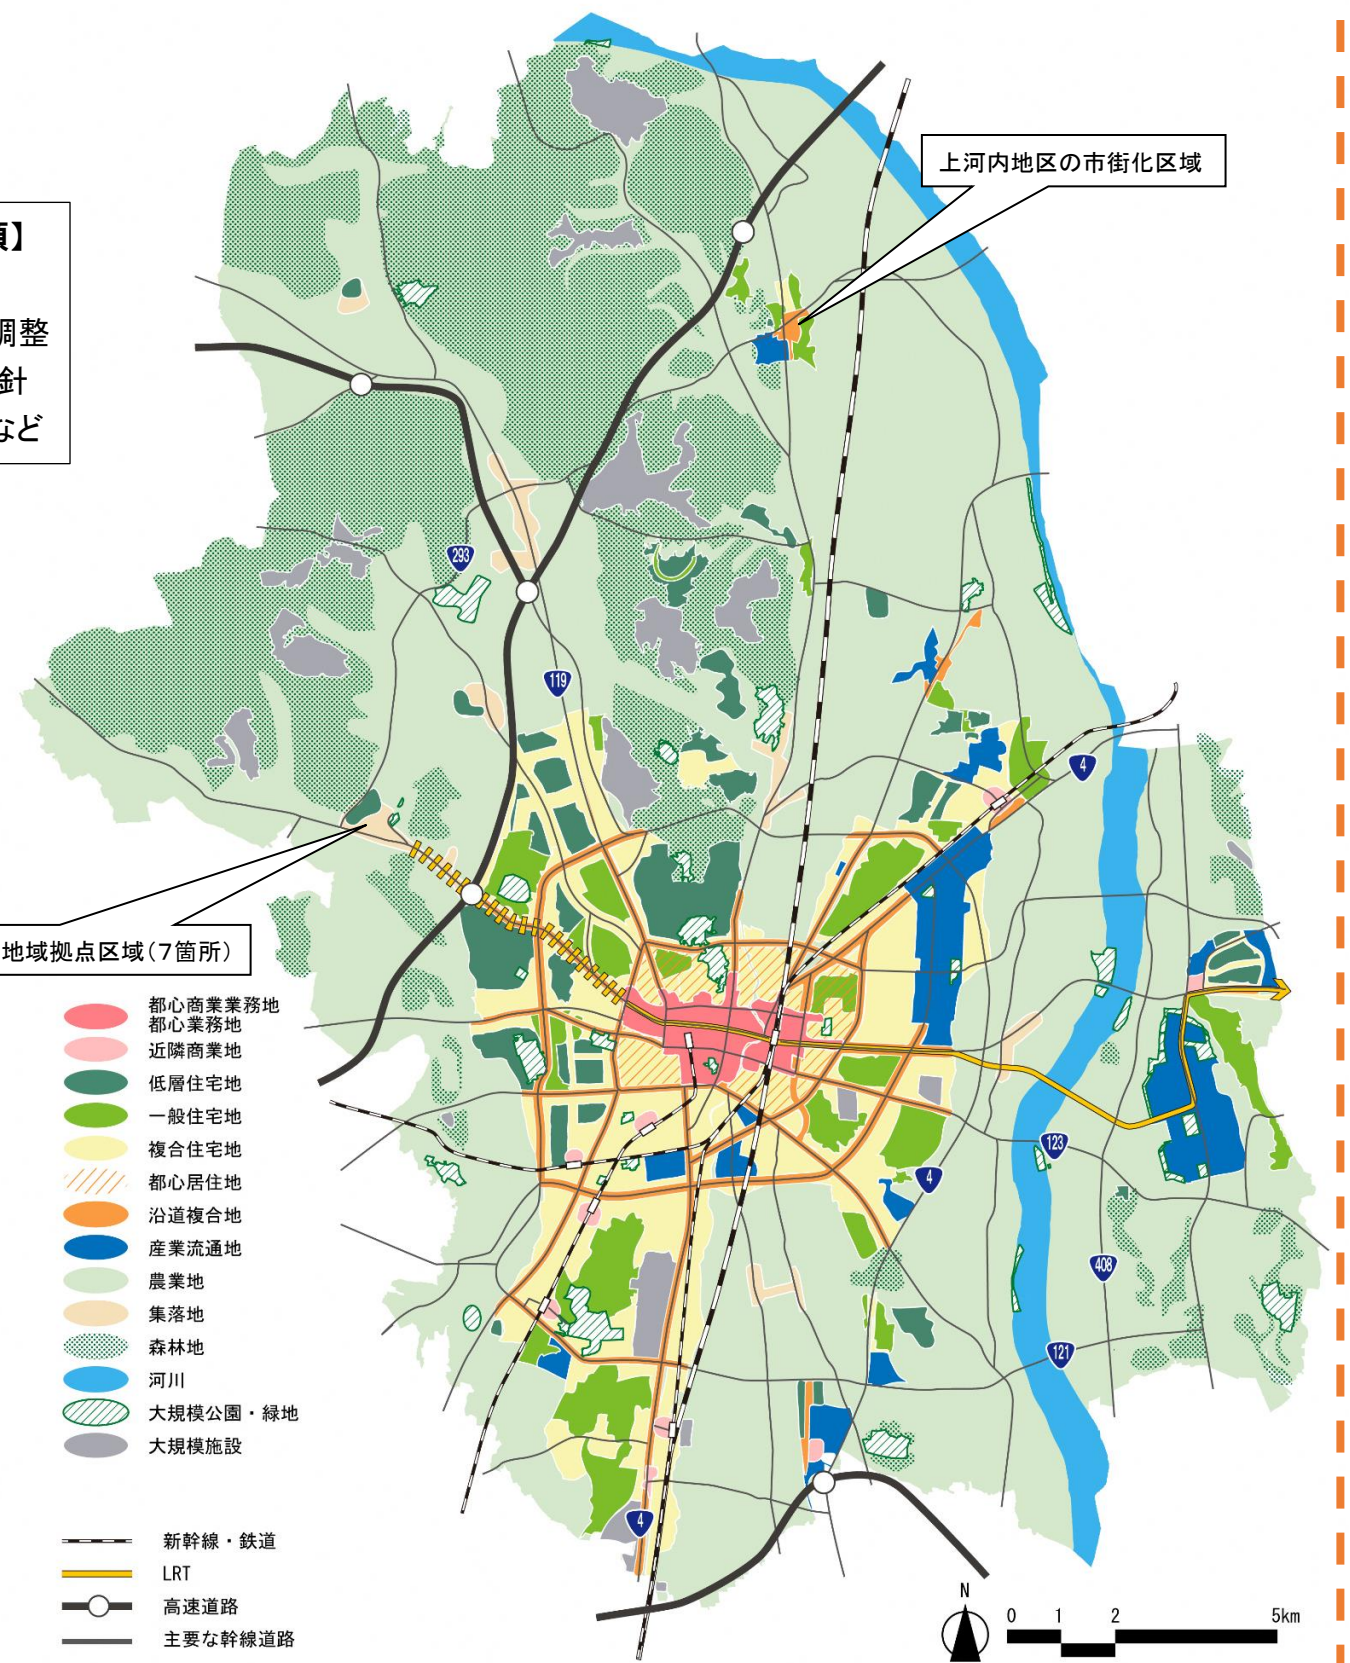 上河内地区の市街化区域
頂】
調整
針
など
293
119
4
地域拠点区域(7箇所)
都心商業業務地
都心業務地
近隣商業地
低層住宅地
一般住宅地
複合住宅地
都心居住地
沿道複合地
産業流通地
農業地
集落地
森林地
河川
大規模公園・緑地
大規模施設
123
4
408
121
4
新幹線・鉄道
LRT
高速道路
主要な幹線道路
N
0 1 2 5km